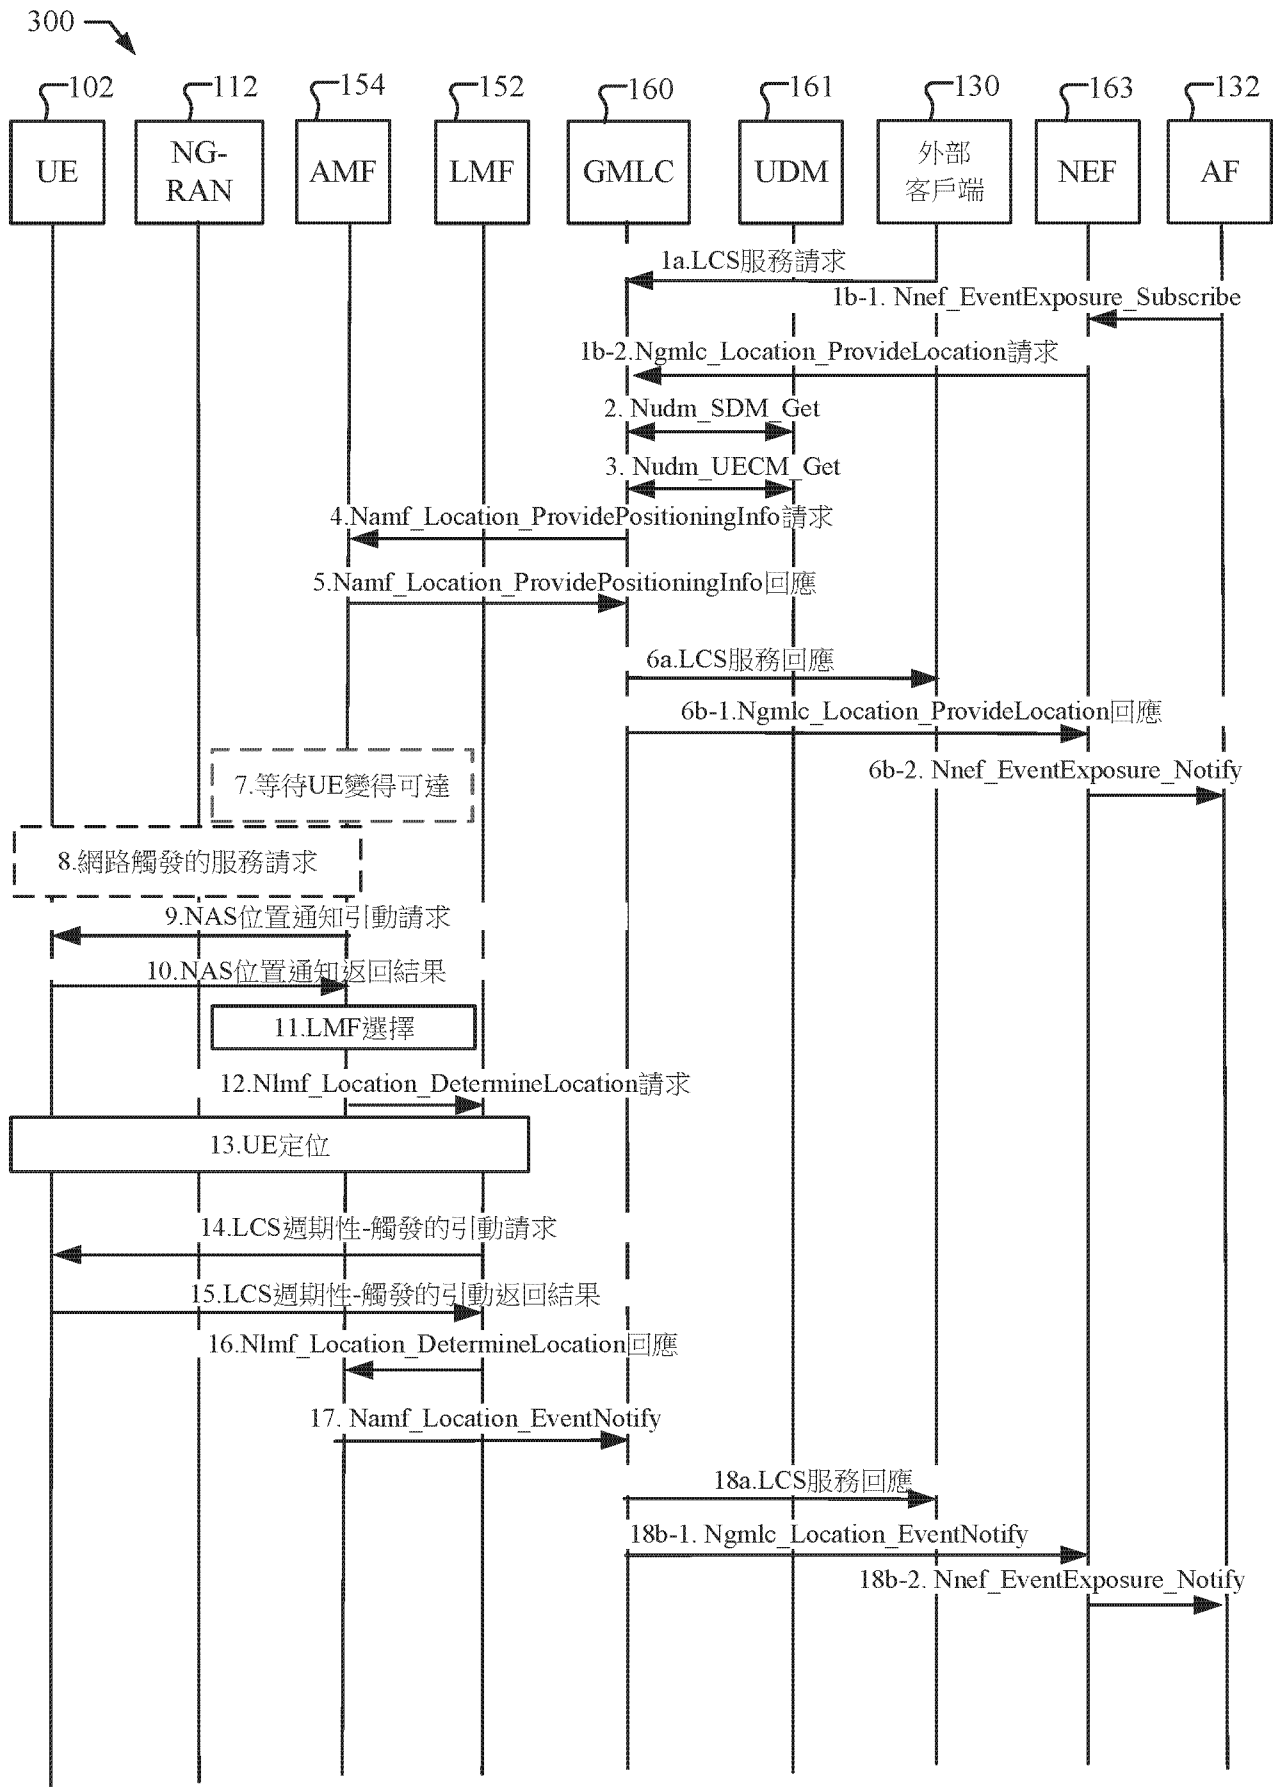 300
102
112
154
152
160
161
130
163
132
UE
NG-
RAN
AMF
LMF
GMLC
UDM
外部
客戶端
NEF
AF
1a.LCS服務請求
1b-1. Nnef_EventExposure_Subscribe
1b-2.Ngmlc_Location_ProvideLocation請求
2. Nudm_SDM_Get
3. Nudm_UECM_Get
4.Namf_Location_ProvidePositioningInfo請求
5.Namf_Location_ProvidePositioningInfo回應
6a.LCS服務回應
6b-1.Ngmlc_Location_ProvideLocation回應
6b-2. Nnef_EventExposure_Notify
7.等待UE變得可達
8.網路觸發的服務請求
9.NAS位置通知引動請求
10.NAS位置通知返回結果
11.LMF選擇
12.Nlmf_Location_DetermineLocation請求
13.UE定位
14.LCS週期性-觸發的引動請求
15.LCS週期性-觸發的引動返回結果
16.Nlmf_Location_DetermineLocation回應
17. Namf_Location_EventNotify
18a.LCS服務回應
18b-1. Ngmlc_Location_EventNotify
18b-2. Nnef_EventExposure_Notify